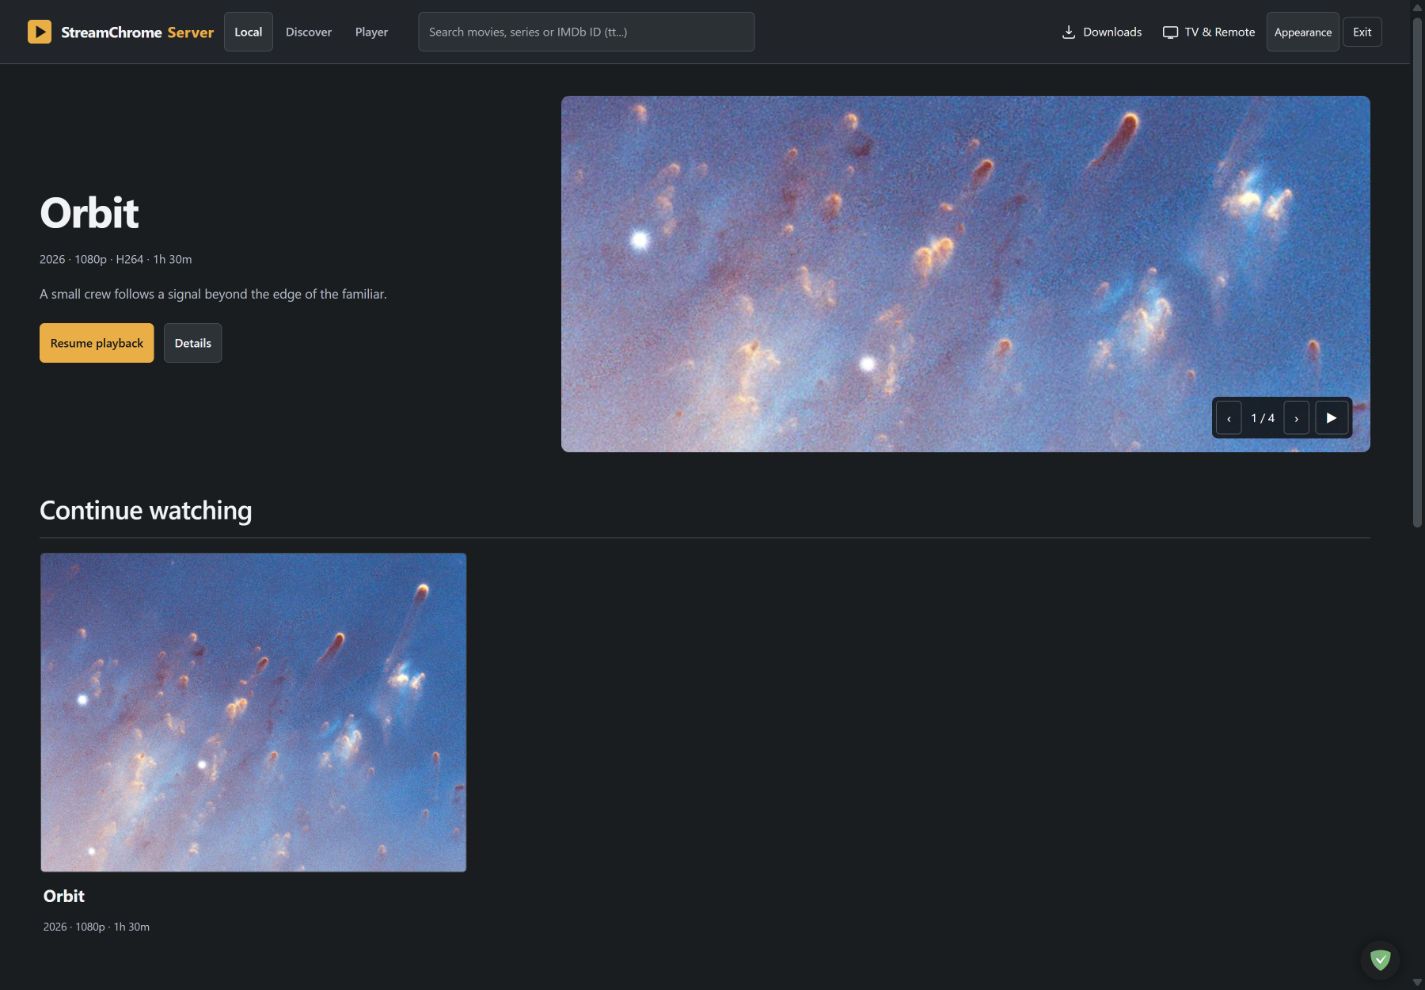 StreamChrome Server
Local
Discover
Player
Search movies, series or IMDb ID (tt...)
Downloads
TV & Remote
Appearance
Exit
Orbit
2026 · 1080p · H264 · 1h 30m
A small crew follows a signal beyond the edge of the familiar.
Resume playback
Details
‹ 1 / 4 ›
Continue watching
Orbit
2026 · 1080p · 1h 30m